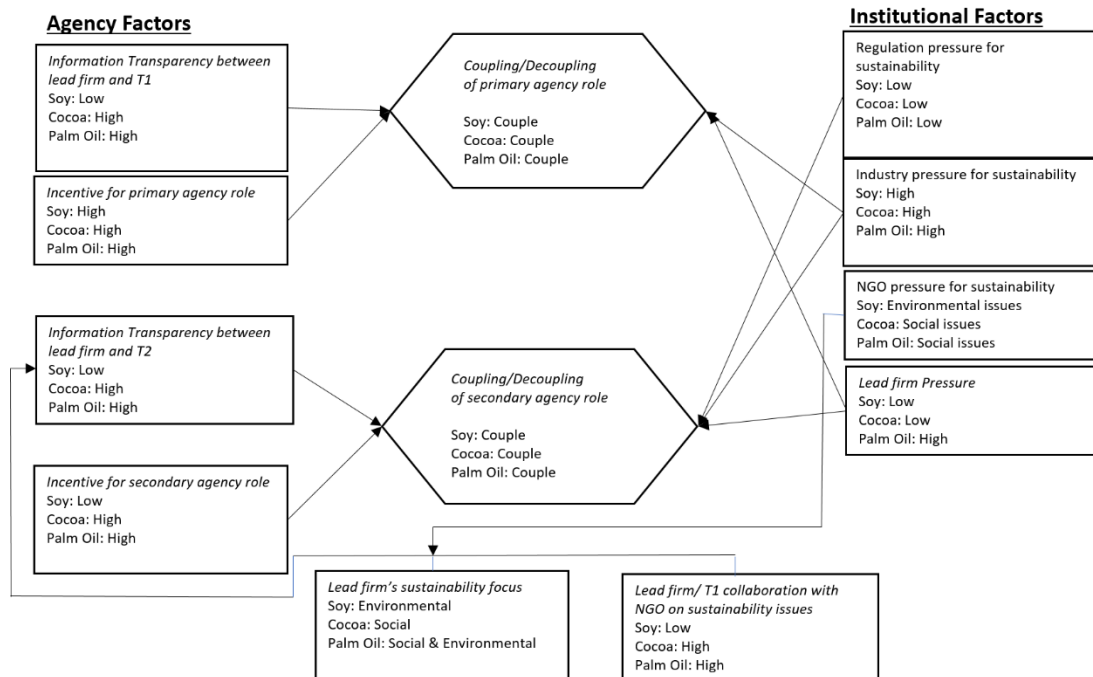 Agency Factors
Information Transparency between
lead firm and T1
Soy: Low
Cocoa: High
Palm Oil: High
Incentive for primary agency role
Soy: High
Cocoa: High
Palm Oil: High
Information Transparency between
lead firm and T2
Soy: Low
Cocoa: High
Palm Oil: High
Incentive for secondary agency role
Soy: Low
Cocoa: High
Palm Oil: High
Coupling/Decoupling
of primary agency role
Soy: Couple
Cocoa: Couple
Palm Oil: Couple
Coupling/Decoupling
of secondary agency role
Soy: Couple
Cocoa: Couple
Palm Oil: Couple
Institutional Factors
Regulation pressure for
sustainability
Soy: Low
Cocoa: Low
Palm Oil: Low
Industry pressure for sustainability
Soy: High
Cocoa: High
Palm Oil: High
NGO pressure for sustainability
Soy: Environmental issues
Cocoa: Social issues
Palm Oil: Social issues
Lead firm Pressure
Soy: Low
Cocoa: Low
Palm Oil: High
Lead firm's sustainability focus
Soy: Environmental
Cocoa: Social
Palm Oil: Social & Environmental
Lead firm/ T1 collaboration with
NGO on sustainability issues
Soy: Low
Cocoa: High
Palm Oil: High